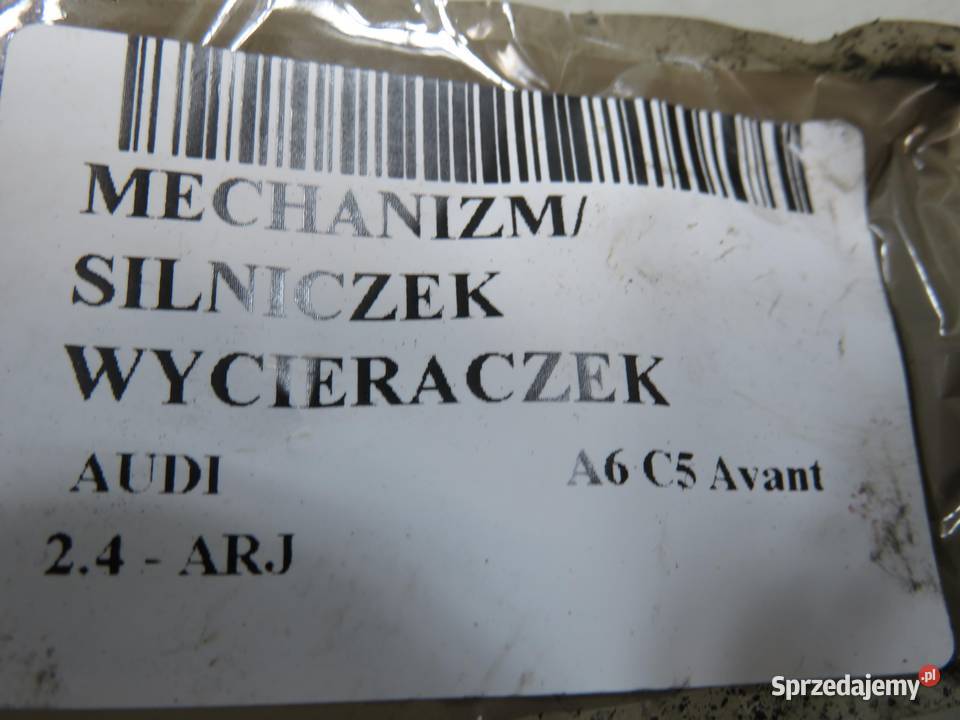 MECHANIZM/
SILNICZEK
WYCIERACZEK
AUDI A6 C5 Avant
2.4 - ARJ
Sprzedajemy.pl